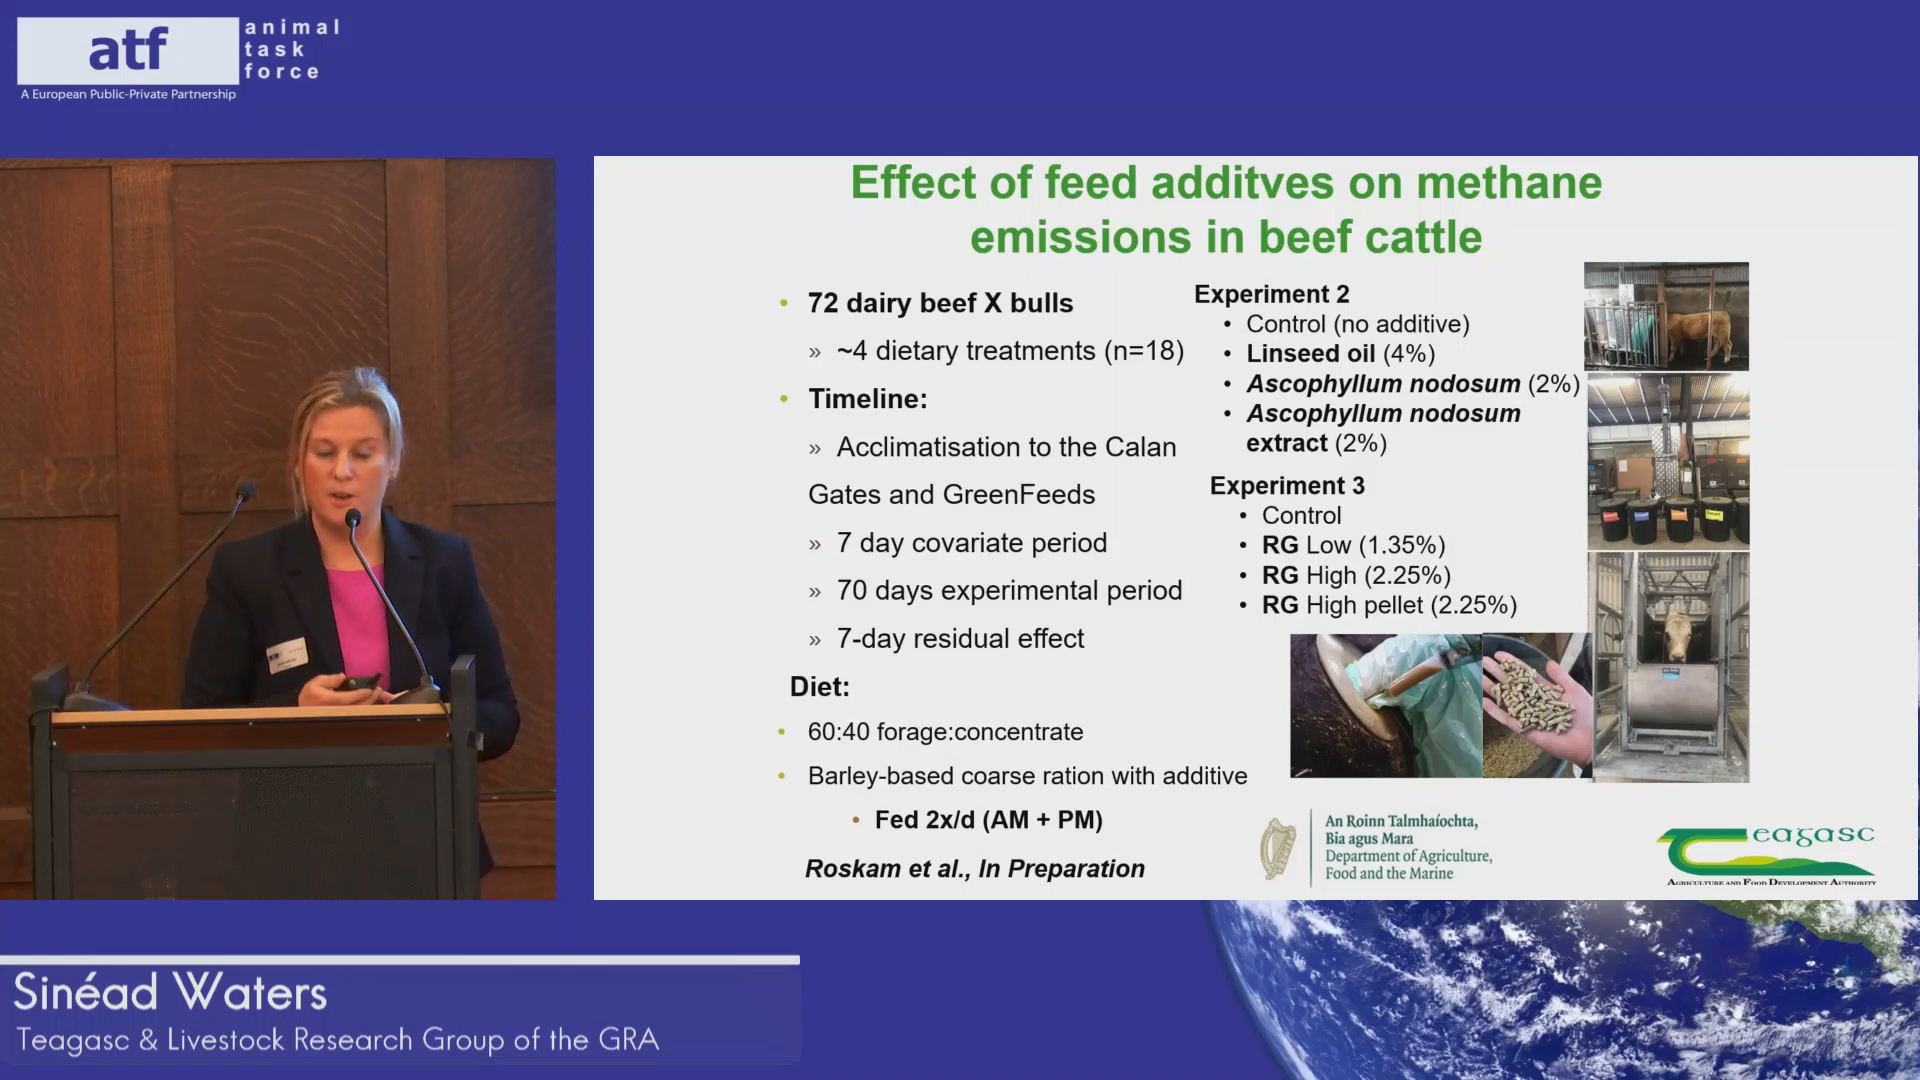 atf
animal
task
force
A European Public-Private Partnership
Effect of feed additves on methane
emissions in beef cattle
• 72 dairy beef X bulls
» ~4 dietary treatments (n=18)
• Timeline:
» Acclimatisation to the Calan
Gates and GreenFeeds
» 7 day covariate period
» 70 days experimental period
» 7-day residual effect
Diet:
• 60:40 forage:concentrate
• Barley-based coarse ration with additive
• Fed 2x/d (AM + PM)
Roskam et al., In Preparation
Experiment 2
• Control (no additive)
• Linseed oil (4%)
• Ascophyllum nodosum (2%)
• Ascophyllum nodosum
extract (2%)
Experiment 3
• Control
• RG Low (1.35%)
• RG High (2.25%)
• RG High pellet (2.25%)
An Roinn Talmhaíochta,
Bia agus Mara
Department of Agriculture,
Food and the Marine
eagasc
Agriculture and Food Development Authority
Sinéad Waters
Teagasc & Livestock Research Group of the GRA